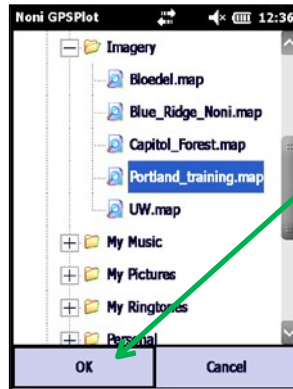 Noni GPSPlot 12:36
Imagery
Bloedel.map
Blue_Ridge_Noni.map
Capitol_Forest.map
Portland_training.map
UW.map
My Music
My Pictures
My Ringtones
Personal
OK Cancel